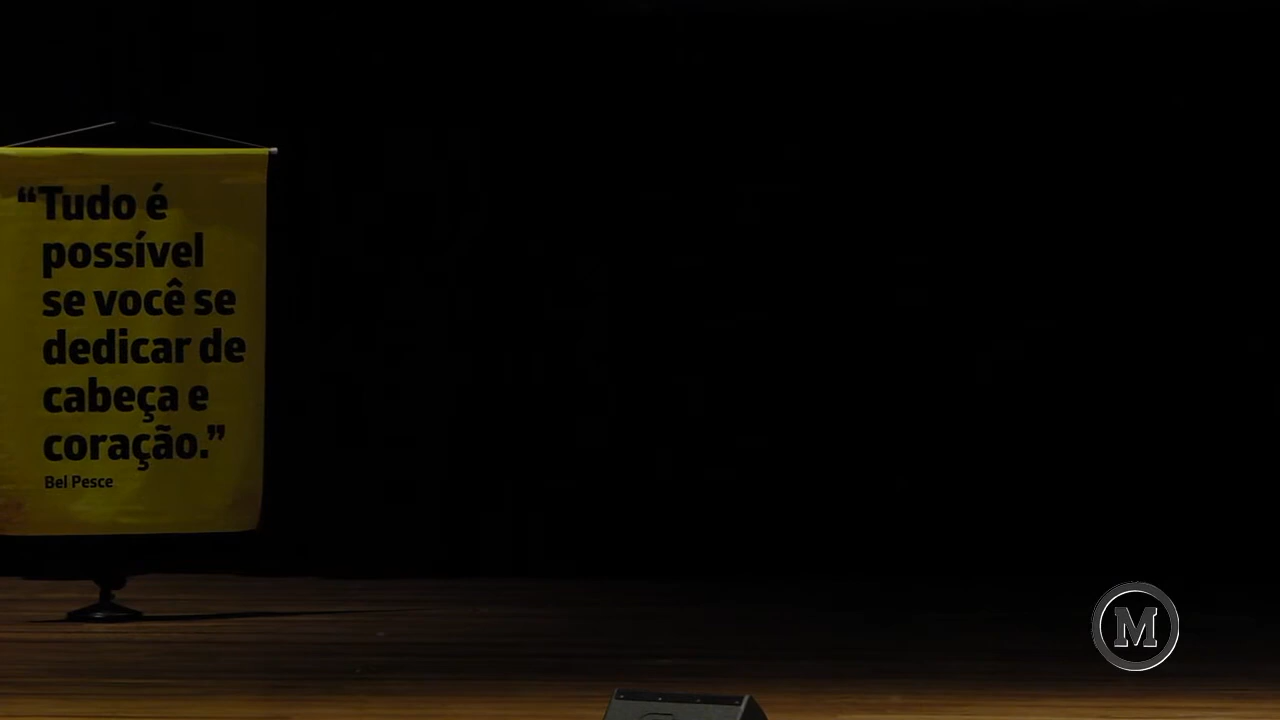 “Tudo é
possível
se você se
dedicar de
cabeça e
coração.”
Bel Pesce
M